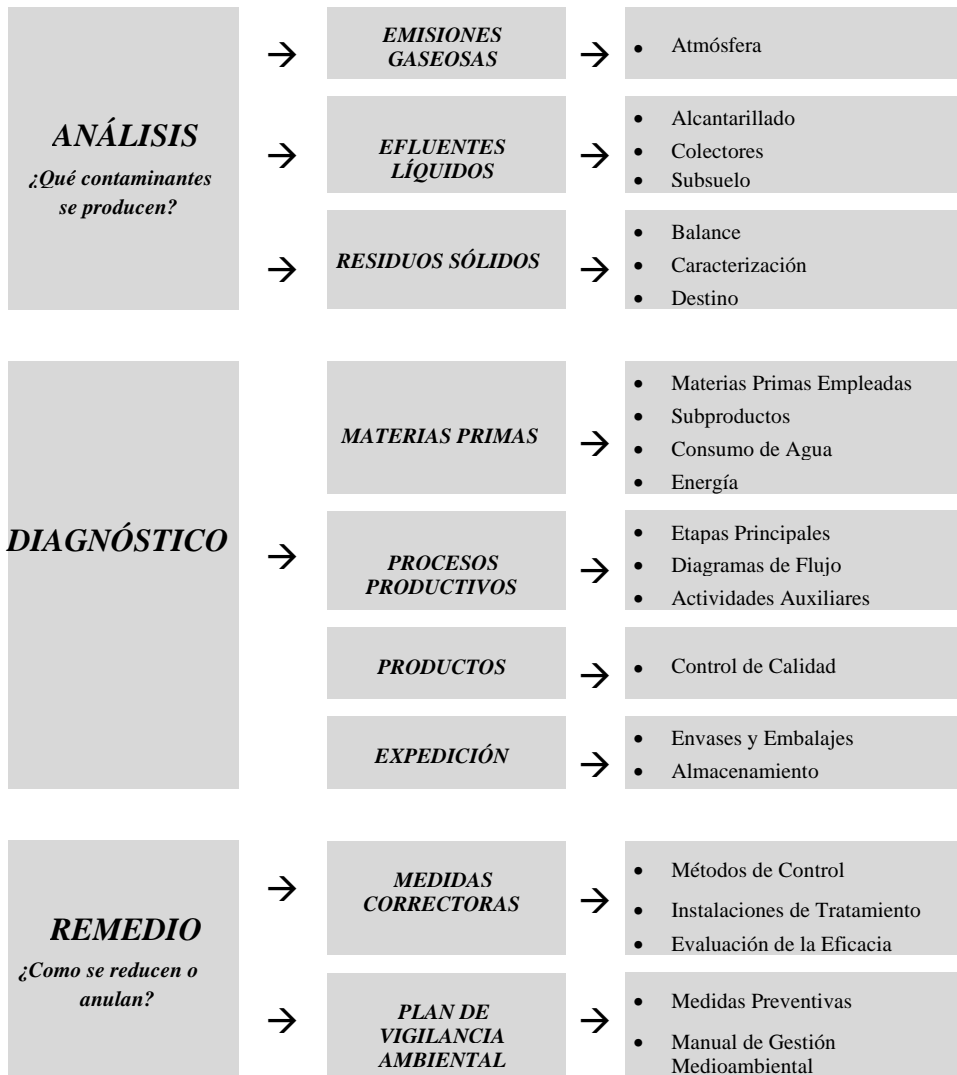 ANÁLISIS
¿Qué contaminantes
se producen?
→
EMISIONES
GASEOSAS
→
• Atmósfera
→
EFLUENTES
LÍQUIDOS
→
• Alcantarillado
• Colectores
• Subsuelo
→
RESIDUOS SÓLIDOS
→
• Balance
• Caracterización
• Destino
DIAGNÓSTICO
→
MATERIAS PRIMAS
→
• Materias Primas Empleadas
• Subproductos
• Consumo de Agua
• Energía
PROCESOS
PRODUCTIVOS
→
• Etapas Principales
• Diagramas de Flujo
• Actividades Auxiliares
PRODUCTOS
→
• Control de Calidad
EXPEDICIÓN
→
• Envases y Embalajes
• Almacenamiento
REMEDIO
¿Como se reducen o
anulan?
→
MEDIDAS
CORRECTORAS
→
• Métodos de Control
• Instalaciones de Tratamiento
• Evaluación de la Eficacia
→
PLAN DE
VIGILANCIA
AMBIENTAL
→
• Medidas Preventivas
• Manual de Gestión
Medioambiental